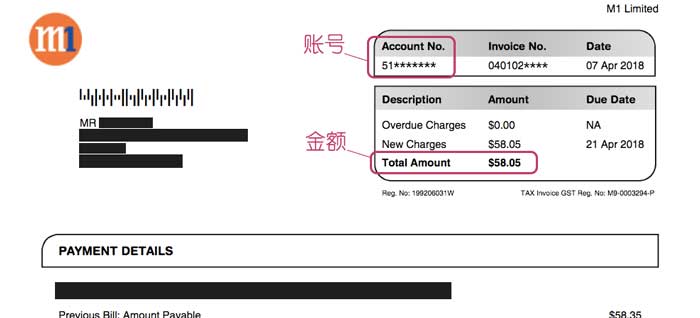 M1 Limited
m1
账号
Account No. Invoice No. Date
51******* 040102**** 07 Apr 2018
Description Amount Due Date
MR
Overdue Charges $0.00 NA
金额
New Charges $58.05 21 Apr 2018
Total Amount $58.05
Reg. No: 199206031W TAX Invoice GST Reg. No: M9-0003294-P
PAYMENT DETAILS
Previous Bill: Amount Payable $58.35